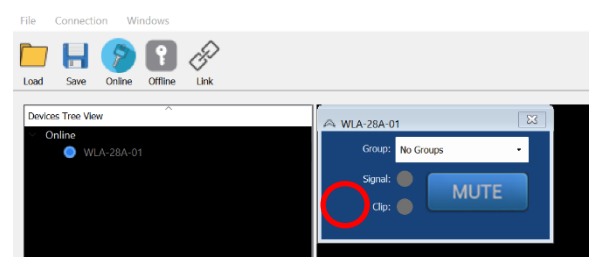 File Connection Windows
Load Save Online Offline Link
Devices Tree View
Online
WLA-28A-01
WLA-28A-01
Group: No Groups
Signal:
MUTE
Clip: